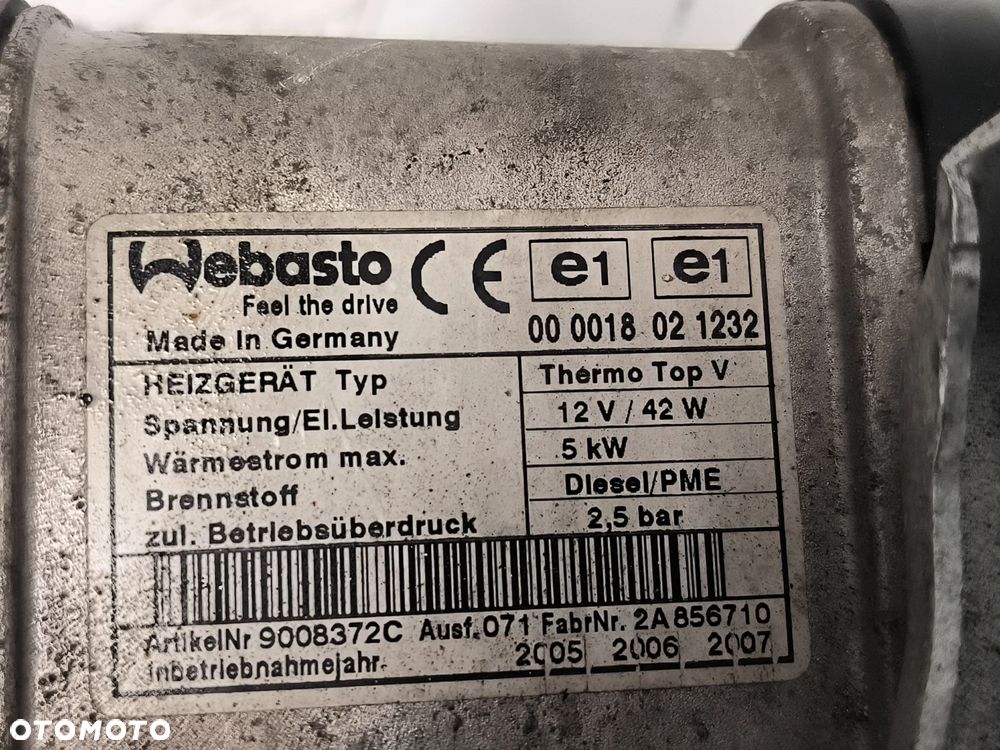 Webasto
Feel the drive
Made in Germany
CE
e1 e1
00 0018 02 1232
HEIZGERÄT Typ Thermo Top V
Spannung/El.Leistung 12 V / 42 W
Wärmestrom max. 5 kW
Brennstoff Diesel/PME
zul. Betriebsüberdruck 2,5 bar
ArtikelNr 9008372C Ausf.071 FabrNr. 2A856710
Inbetriebnahmejahr. 2005 2006 2007
OTOMOTO